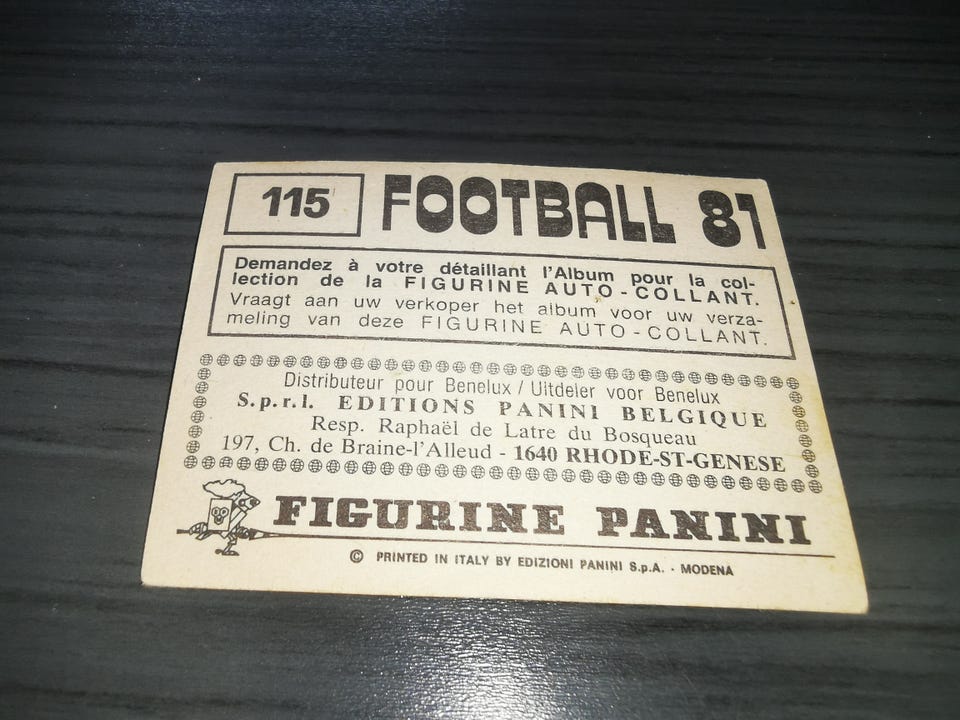 115 FOOTBALL 81
Demandez à votre détaillant l'Album pour la col-
lection de la FIGURINE AUTO-COLLANT.
Vraagt aan uw verkoper het album voor uw verza-
meling van deze FIGURINE AUTO-COLLANT.
Distributeur pour Benelux / Uitdeler voor Benelux
S.p.r.l. EDITIONS PANINI BELGIQUE
Resp. Raphaël de Latre du Bosqueau
197, Ch. de Braine-l'Alleud - 1640 RHODE-ST-GENESE
FIGURINE PANINI
© PRINTED IN ITALY BY EDIZIONI PANINI S.p.A. - MODENA